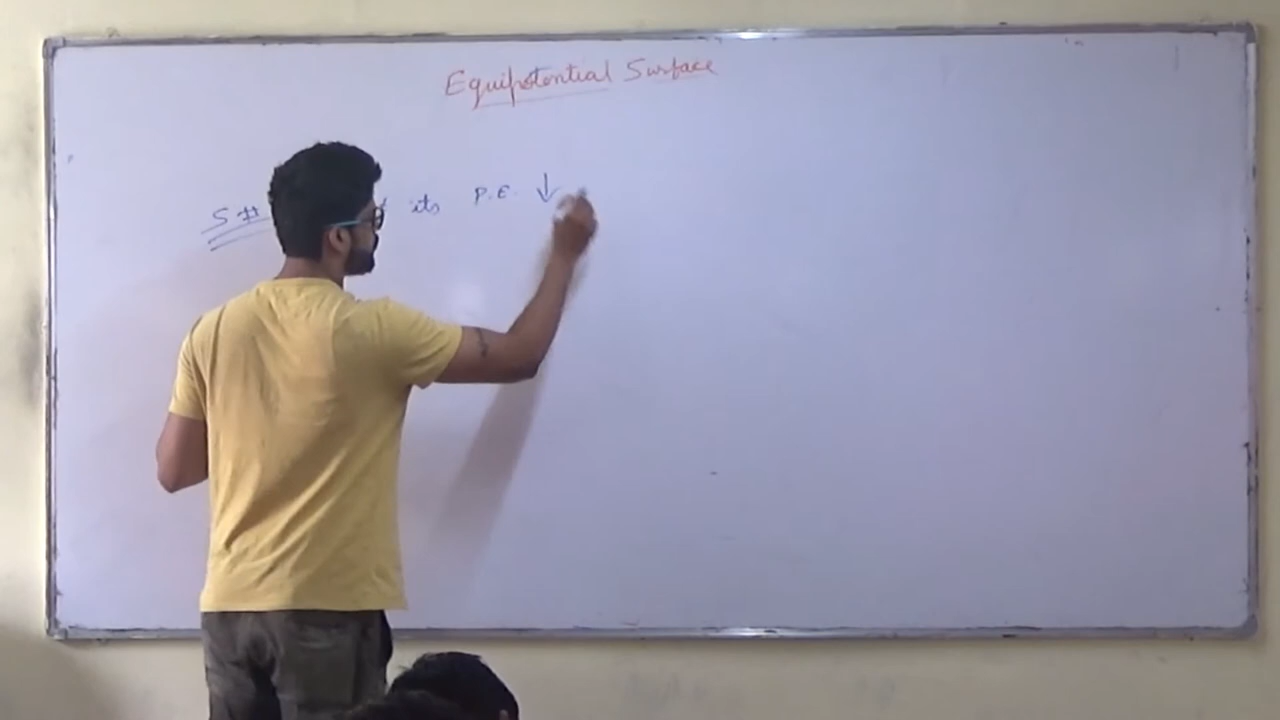 Equipotential Surface
its P.E. ↓